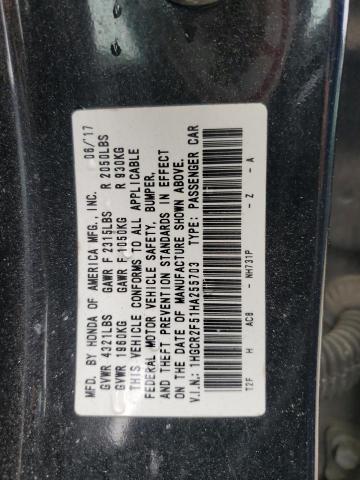 MFD. BY HONDA OF AMERICA MFG., INC. 06/17
GVWR 4321LBS GAWR F 2315LBS R 2050LBS
GVWR 1960KG GAWR F 1050KG R 930KG
THIS VEHICLE CONFORMS TO ALL APPLICABLE
FEDERAL MOTOR VEHICLE SAFETY, BUMPER,
AND THEFT PREVENTION STANDARDS IN EFFECT
ON THE DATE OF MANUFACTURE SHOWN ABOVE.
V.I.N.: 1HGCR2F51HA255703 TYPE: PASSENGER CAR
T2F H AC8 - NH731P - Z - A